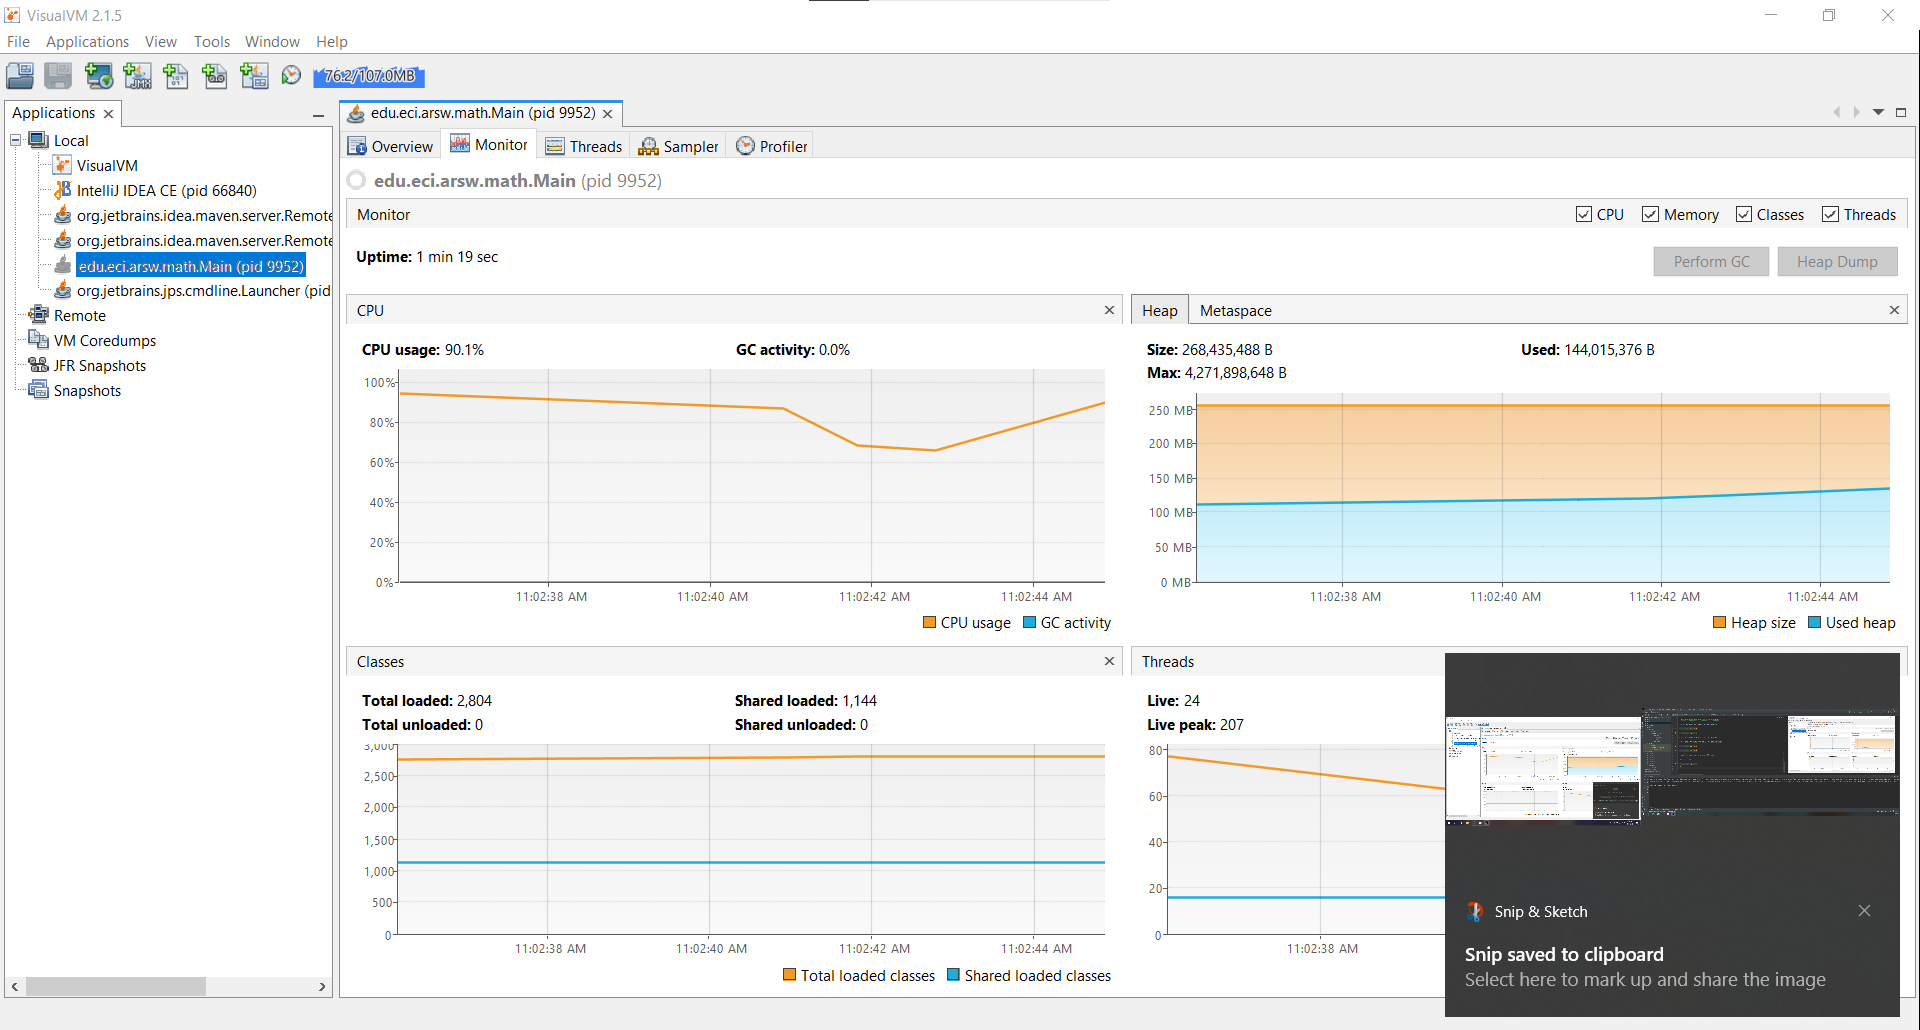 VisualVM 2.1.5
File Applications View Tools Window Help
76.2/107.0MB
Applications
Local
VisualVM
IntelliJ IDEA CE (pid 66840)
org.jetbrains.idea.maven.server.Remote
org.jetbrains.idea.maven.server.Remote
edu.eci.arsw.math.Main (pid 9952)
org.jetbrains.jps.cmdline.Launcher (pid
Remote
VM Coredumps
JFR Snapshots
Snapshots
edu.eci.arsw.math.Main (pid 9952)
Overview Monitor Threads Sampler Profiler
edu.eci.arsw.math.Main (pid 9952)
Monitor
CPU Memory Classes Threads
Uptime: 1 min 19 sec
Perform GC Heap Dump
CPU
CPU usage: 90.1% GC activity: 0.0%
100%
80%
60%
40%
20%
0%
11:02:38 AM 11:02:40 AM 11:02:42 AM 11:02:44 AM
CPU usage GC activity
Heap Metaspace
Size: 268,435,488 B Used: 144,015,376 B
Max: 4,271,898,648 B
250 MB
200 MB
150 MB
100 MB
50 MB
0 MB
11:02:38 AM 11:02:40 AM 11:02:42 AM 11:02:44 AM
Heap size Used heap
Classes
Total loaded: 2,804 Shared loaded: 1,144
Total unloaded: 0 Shared unloaded: 0
3,000
2,500
2,000
1,500
1,000
500
0
11:02:38 AM 11:02:40 AM 11:02:42 AM 11:02:44 AM
Total loaded classes Shared loaded classes
Threads
Live: 24
Live peak: 207
80
60
40
20
0
11:02:38 AM
Snip & Sketch
Snip saved to clipboard
Select here to mark up and share the image